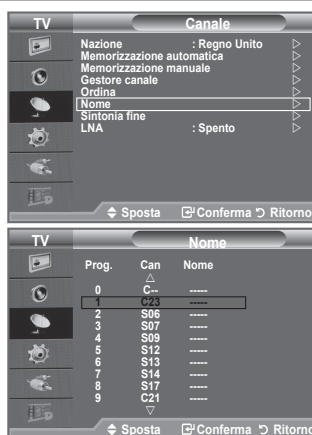 TV Canale
Nazione : Regno Unito
Memorizzazione automatica
Memorizzazione manuale
Gestore canale
Ordina
Nome
Sintonia fine
LNA : Spento
Sposta Conferma Ritorno
TV Nome
Prog. Can Nome
0 C-- -----
1 C23 -----
2 S06 -----
3 S07 -----
4 S09 -----
5 S12 -----
6 S13 -----
7 S14 -----
8 S17 -----
9 C21 -----
Sposta Conferma Ritorno